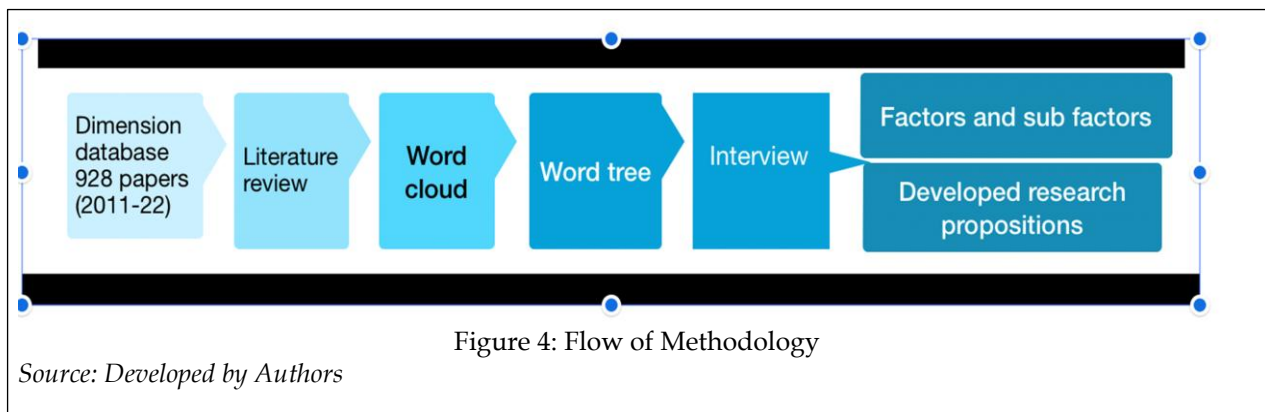 Dimension
database
928 papers
(2011-22)
Literature
review
Word
cloud
Word tree
Interview
Factors and sub factors
Developed research
propositions
Figure 4: Flow of Methodology
Source: Developed by Authors